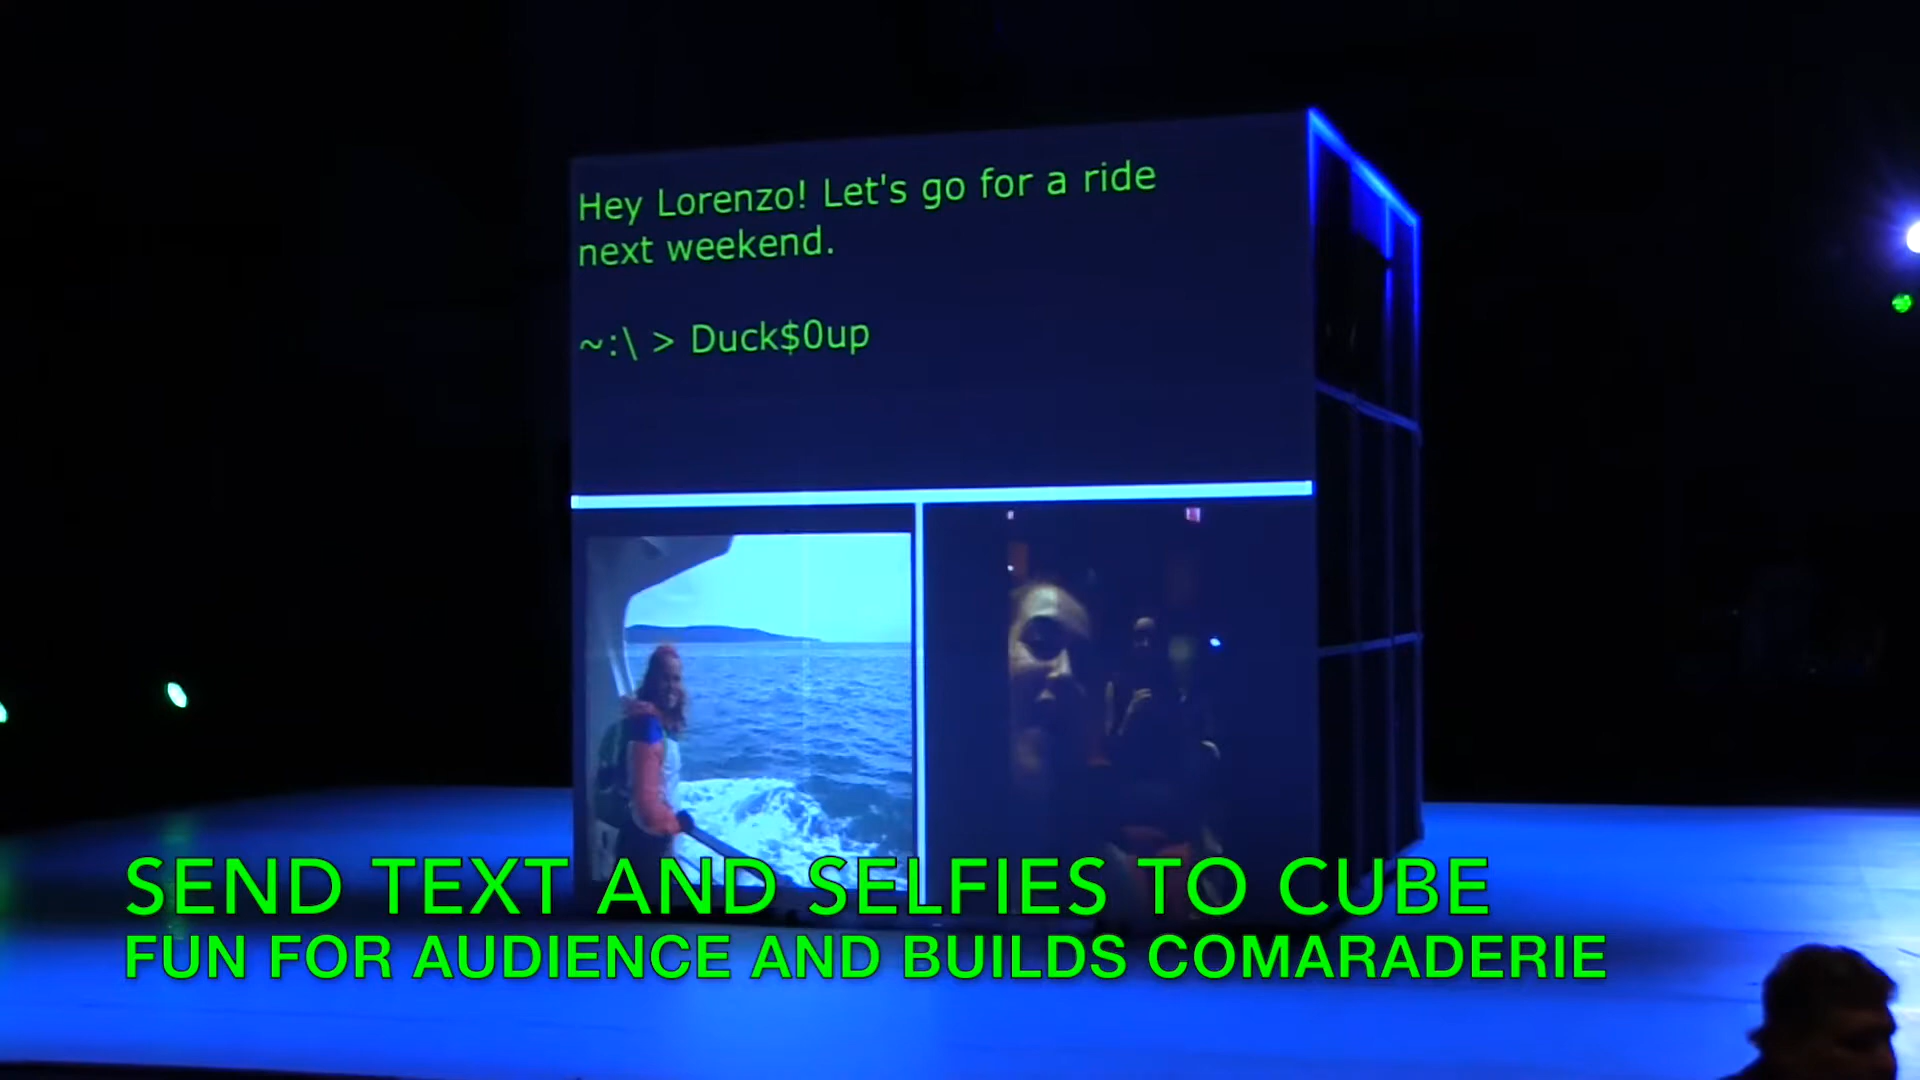 Hey Lorenzo! Let's go for a ride
next weekend.
~:\ > Duck$0up
SEND TEXT AND SELFIES TO CUBE
FUN FOR AUDIENCE AND BUILDS COMARADERIE